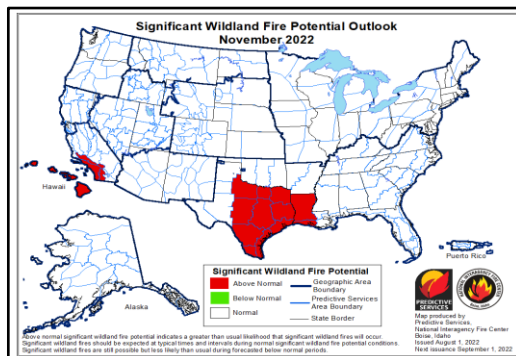 Significant Wildland Fire Potential Outlook
November 2022
Hawaii
Alaska
Puerto Rico
Significant Wildland Fire Potential
Above Normal
Below Normal
Normal
Geographic Area
Boundary
Predictive Services
Area Boundary
State Border
PREDICTIVE
SERVICES
Map produced by
Predictive Services,
National Interagency Fire Center
Boise, Idaho
Issued August 1, 2022
Next issuance September 1, 2022
Above normal significant wildland fire potential indicates a greater than usual likelihood that significant wildland fires will occur.
Significant wildland fires should be expected at typical times and intervals during normal significant wildland fire potential conditions.
Significant wildland fires are still possible but less likely than usual during forecasted below normal periods.